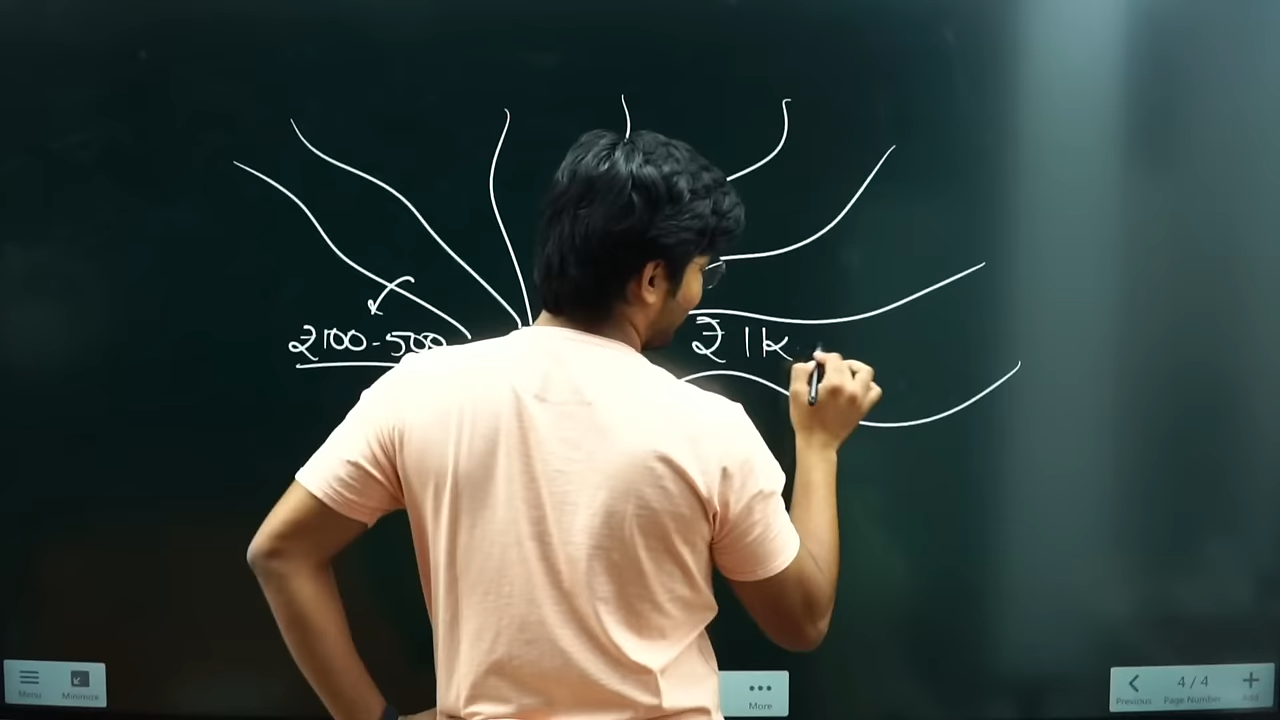 ₹100-500
₹ 1k
Menu
Minimize
More
Previous
4 / 4
Page Number
Add